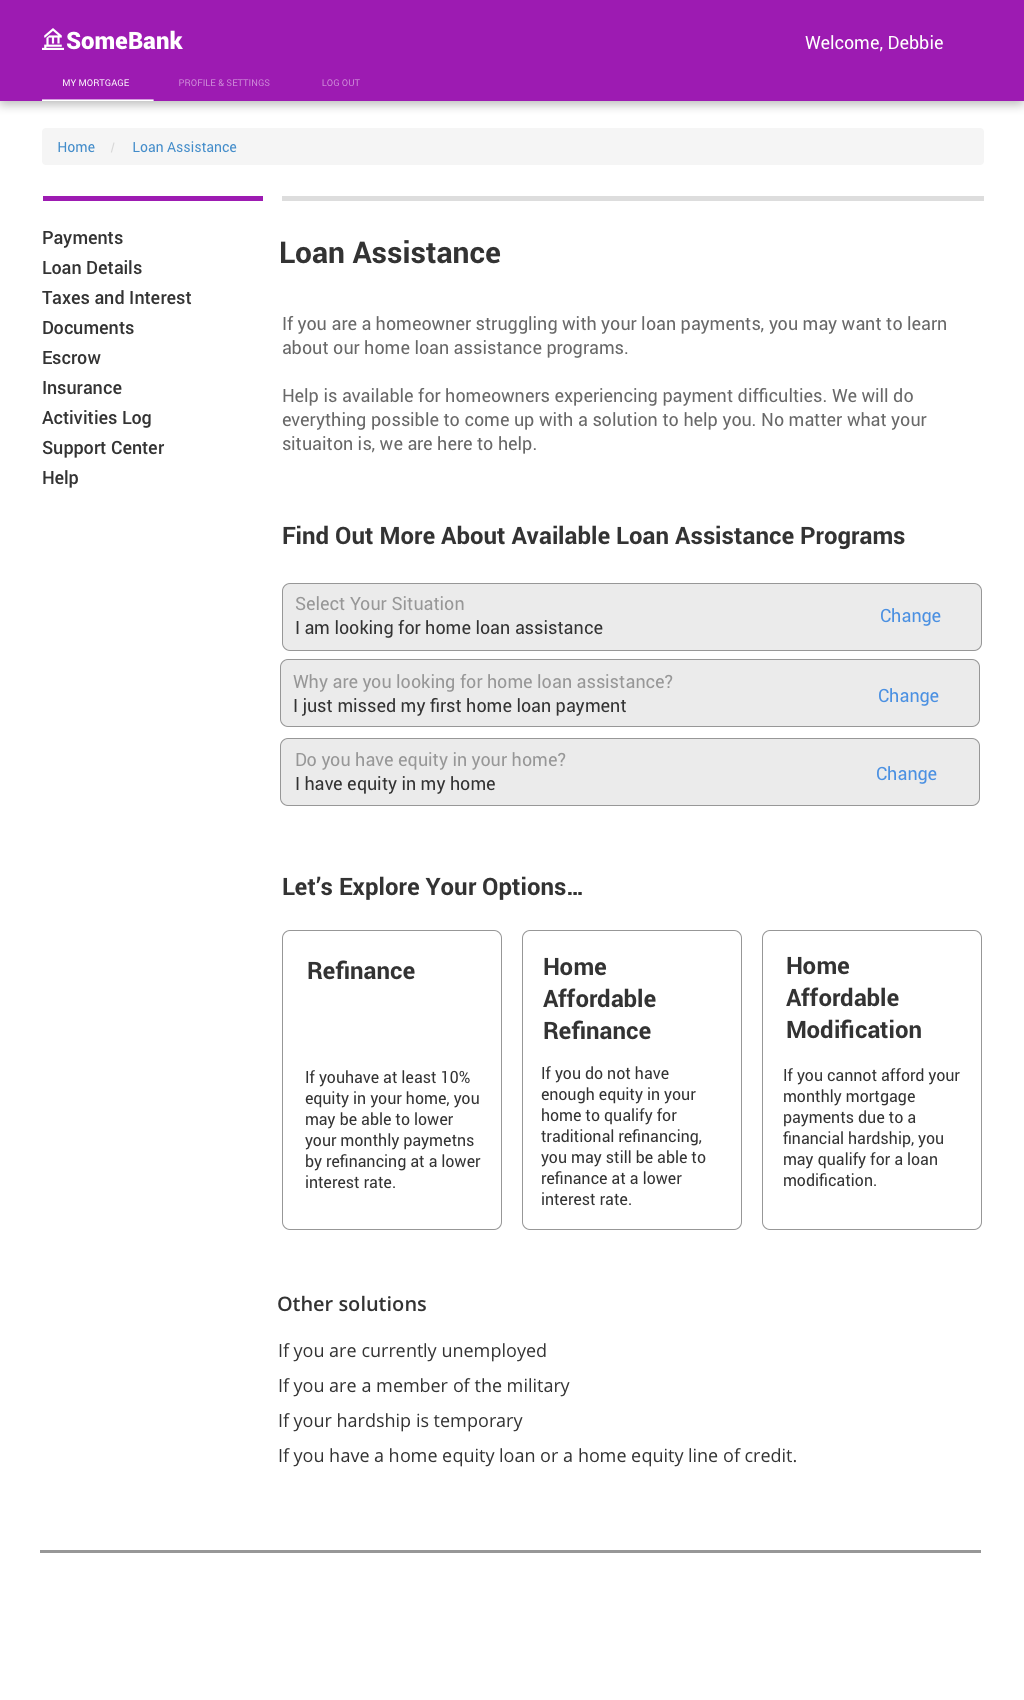 SomeBank
Welcome, Debbie
MY MORTGAGE
PROFILE & SETTINGS
LOG OUT
Home / Loan Assistance
Payments
Loan Details
Taxes and Interest
Documents
Escrow
Insurance
Activities Log
Support Center
Help
Loan Assistance
If you are a homeowner struggling with your loan payments, you may want to learn
about our home loan assistance programs.
Help is available for homeowners experiencing payment difficulties. We will do
everything possible to come up with a solution to help you. No matter what your
situaiton is, we are here to help.
Find Out More About Available Loan Assistance Programs
Select Your Situation
I am looking for home loan assistance
Change
Why are you looking for home loan assistance?
I just missed my first home loan payment
Change
Do you have equity in your home?
I have equity in my home
Change
Let's Explore Your Options…
Refinance
If youhave at least 10%
equity in your home, you
may be able to lower
your monthly paymetns
by refinancing at a lower
interest rate.
Home
Affordable
Refinance
If you do not have
enough equity in your
home to qualify for
traditional refinancing,
you may still be able to
refinance at a lower
interest rate.
Home
Affordable
Modification
If you cannot afford your
monthly mortgage
payments due to a
financial hardship, you
may qualify for a loan
modification.
Other solutions
If you are currently unemployed
If you are a member of the military
If your hardship is temporary
If you have a home equity loan or a home equity line of credit.